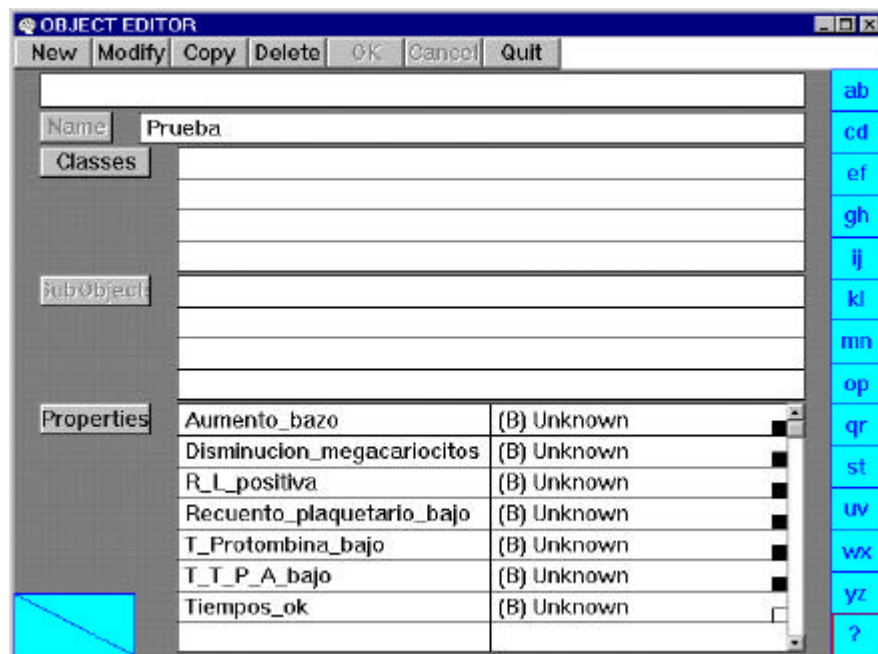 OBJECT EDITOR
New Modify Copy Delete OK Cancel Quit
Name Prueba
Classes
SubObjects
Properties Aumento_bazo (B) Unknown
Disminucion_megacariocitos (B) Unknown
R_L_positiva (B) Unknown
Recuento_plaquetario_bajo (B) Unknown
T_Protombina_bajo (B) Unknown
T_T_P_A_bajo (B) Unknown
Tiempos_ok (B) Unknown
ab
cd
ef
gh
ij
kl
mn
op
qr
st
uv
wx
yz
?